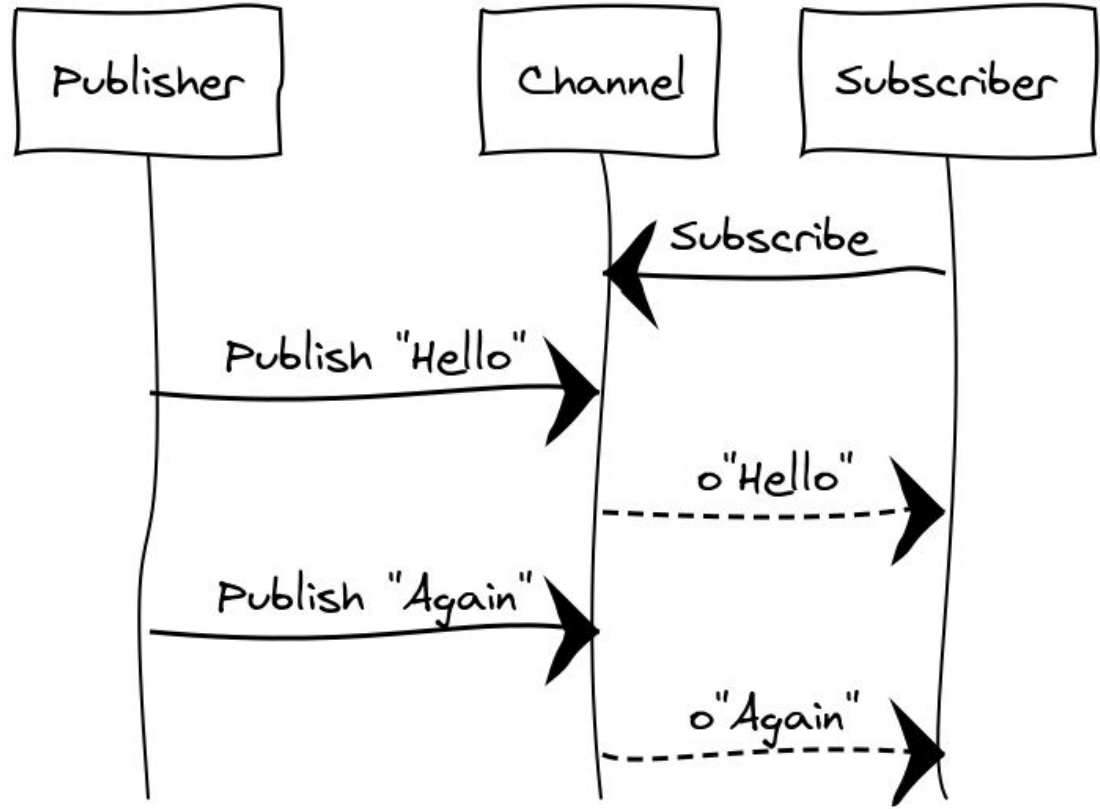 Publisher
Channel
Subscriber
Subscribe
Publish "Hello"
o"Hello"
Publish "Again"
o"Again"